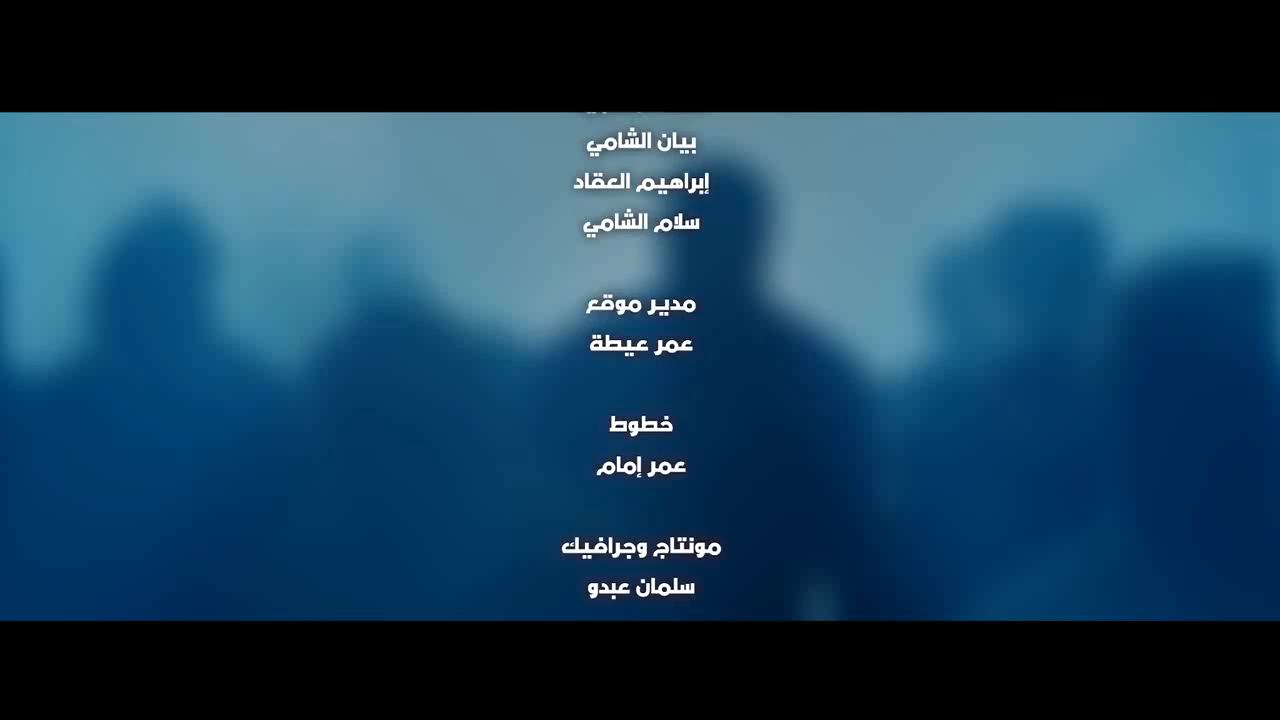 بيان الشامي
إبراهيم العقاد
سلام الشامي
مدير موقع
عمر عيطة
خطوط
عمر إمام
مونتاج وجرافيك
سلمان عبدو